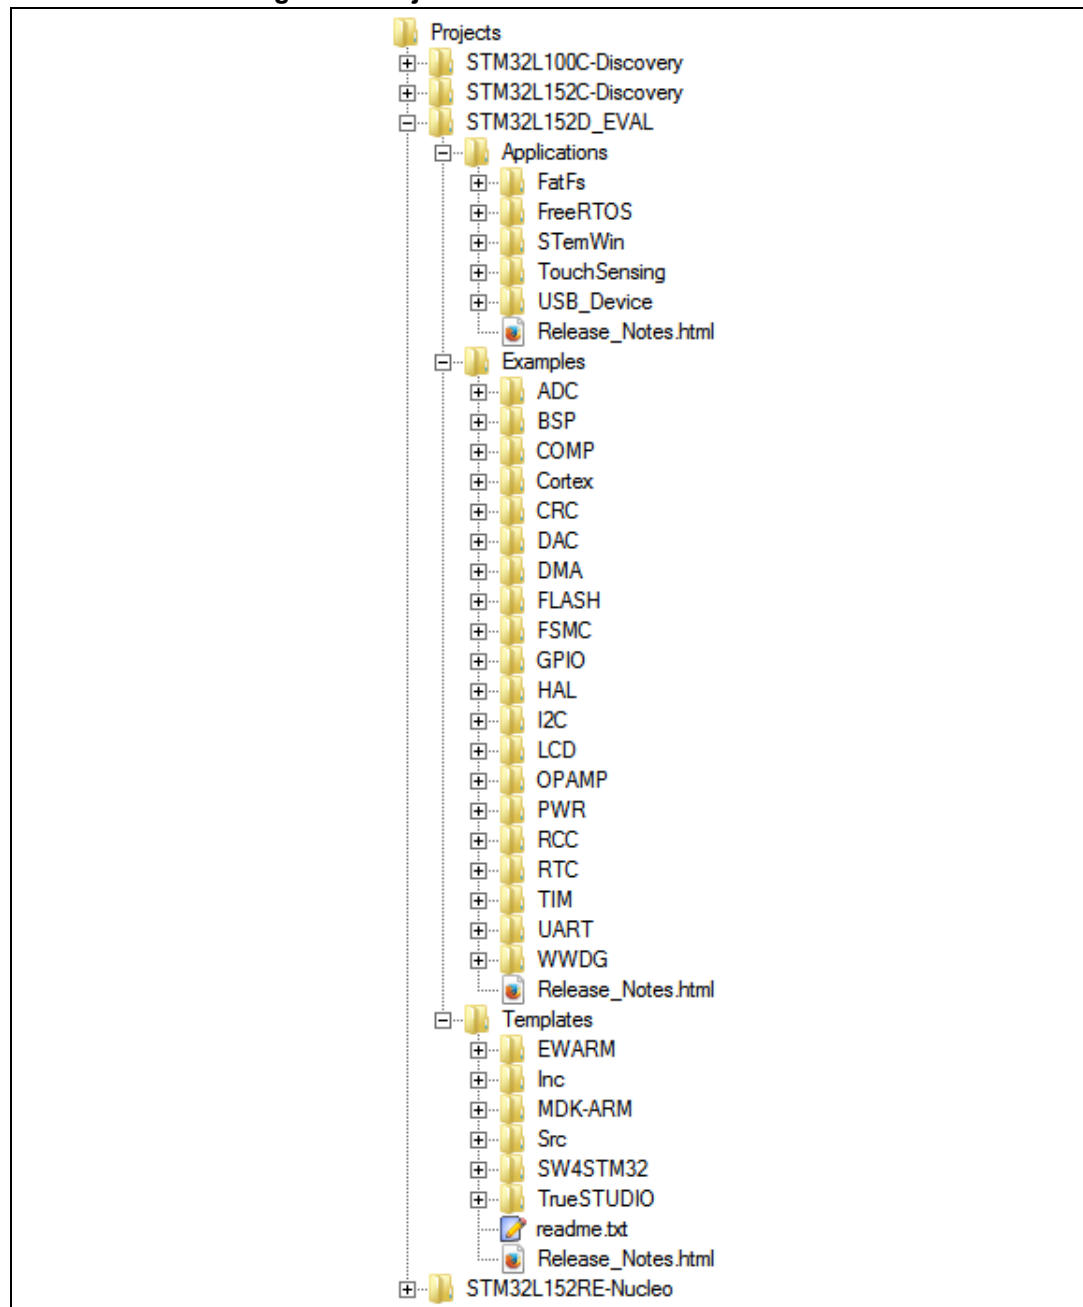 Projects
STM32L100C-Discovery
STM32L152C-Discovery
STM32L152D_EVAL
Applications
FatFs
FreeRTOS
STemWin
TouchSensing
USB_Device
Release_Notes.html
Examples
ADC
BSP
COMP
Cortex
CRC
DAC
DMA
FLASH
FSMC
GPIO
HAL
I2C
LCD
OPAMP
PWR
RCC
RTC
TIM
UART
WWDG
Release_Notes.html
Templates
EWARM
Inc
MDK-ARM
Src
SW4STM32
TrueSTUDIO
readme.txt
Release_Notes.html
STM32L152RE-Nucleo